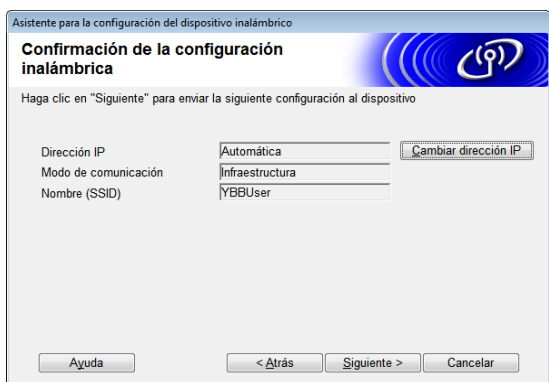 Asistente para la configuración del dispositivo inalámbrico
Confirmación de la configuración
inalámbrica
Haga clic en "Siguiente" para enviar la siguiente configuración al dispositivo
Dirección IP Automática Cambiar dirección IP
Modo de comunicación Infraestructura
Nombre (SSID) YBBUser
Ayuda < Atrás Siguiente > Cancelar